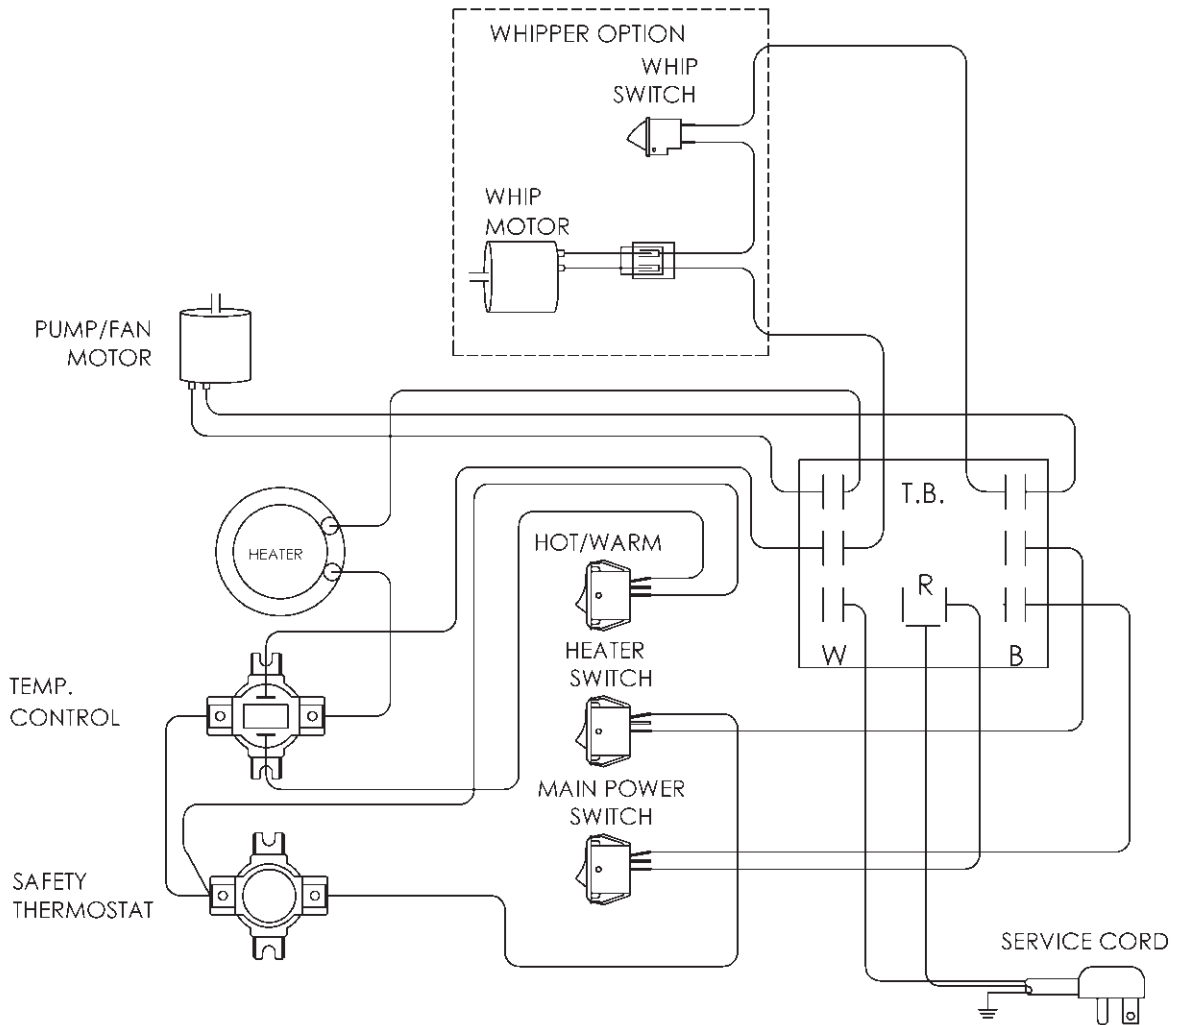 WHIPPER OPTION
WHIP
SWITCH
WHIP
MOTOR
PUMP/FAN
MOTOR
T.B.
HEATER
HOT/WARM
R
W
B
HEATER
SWITCH
TEMP.
CONTROL
MAIN POWER
SWITCH
SAFETY
THERMOSTAT
SERVICE CORD